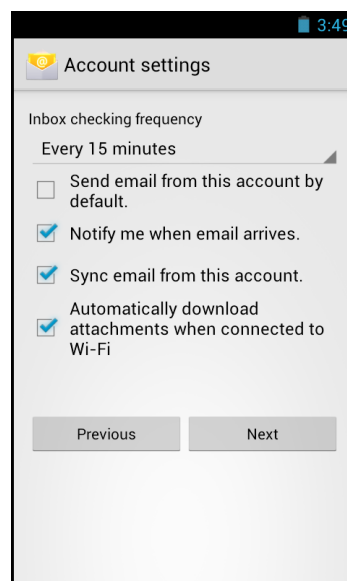 3:49
Account settings
Inbox checking frequency
Every 15 minutes
Send email from this account by
default.
Notify me when email arrives.
Sync email from this account.
Automatically download
attachments when connected to
Wi-Fi
Previous
Next